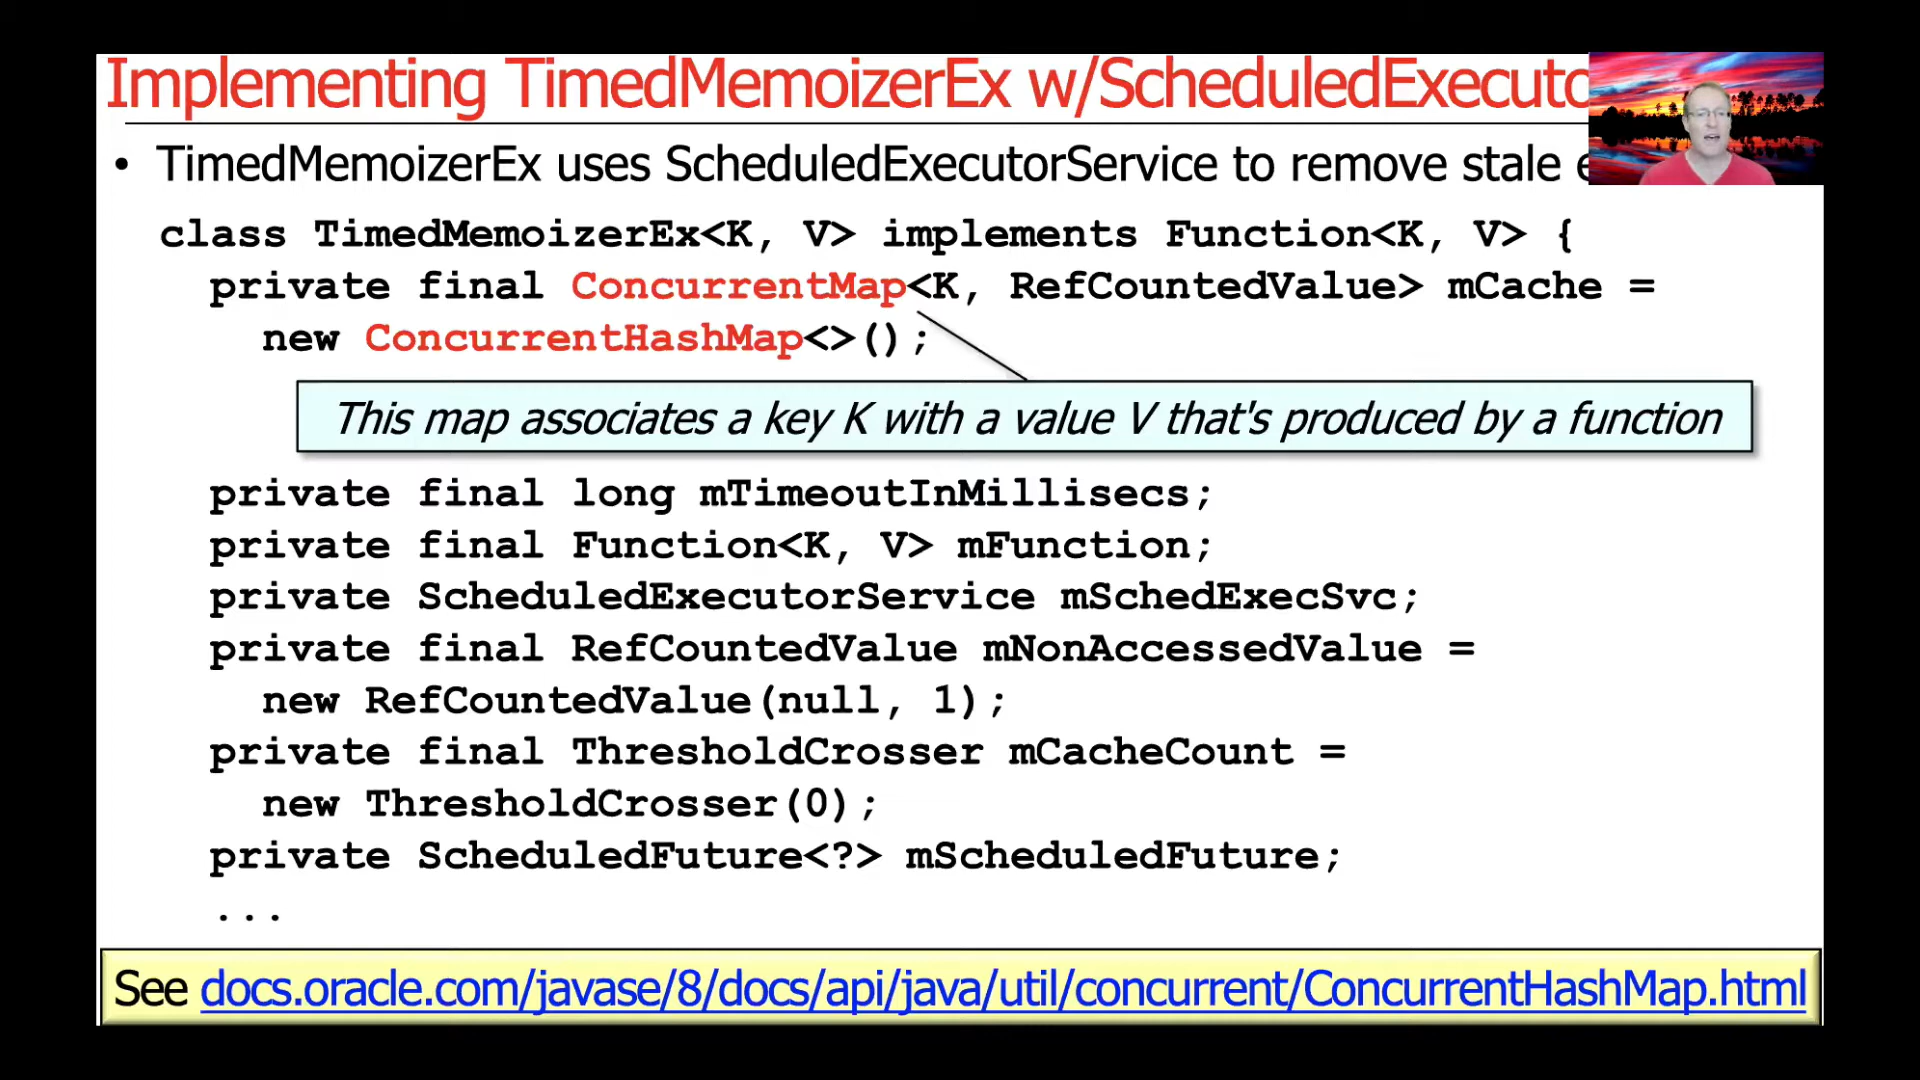 Implementing TimedMemoizerEx w/ScheduledExecuto
• TimedMemoizerEx uses ScheduledExecutorService to remove stale
class TimedMemoizerEx<K, V> implements Function<K, V> {
private final ConcurrentMap<K, RefCountedValue> mCache =
new ConcurrentHashMap<>();
This map associates a key K with a value V that's produced by a function
private final long mTimeoutInMillisecs;
private final Function<K, V> mFunction;
private ScheduledExecutorService mSchedExecSvc;
private final RefCountedValue mNonAccessedValue =
new RefCountedValue(null, 1);
private final ThresholdCrosser mCacheCount =
new ThresholdCrosser(0);
private ScheduledFuture<?> mScheduledFuture;
...
See docs.oracle.com/javase/8/docs/api/java/util/concurrent/ConcurrentHashMap.html